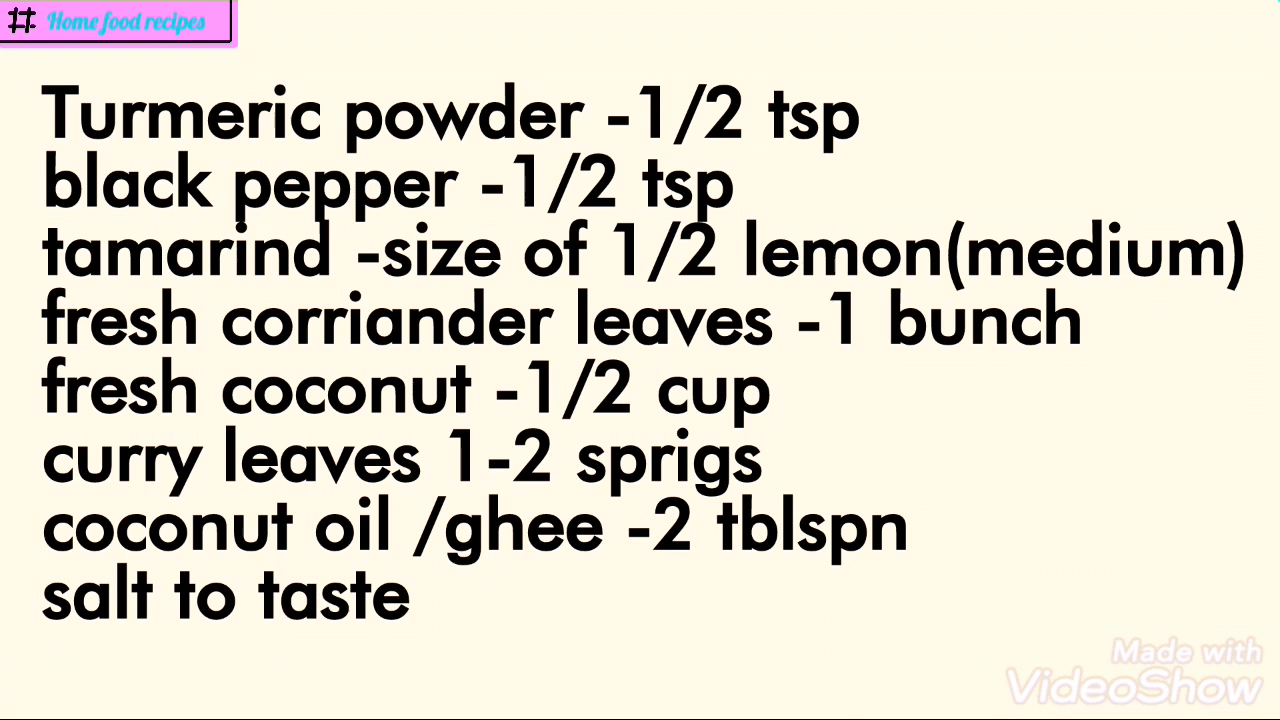 # Home food recipes
Turmeric powder -1/2 tsp
black pepper -1/2 tsp
tamarind -size of 1/2 lemon(medium)
fresh corriander leaves -1 bunch
fresh coconut -1/2 cup
curry leaves 1-2 sprigs
coconut oil /ghee -2 tblspn
salt to taste
Made with
VideoShow